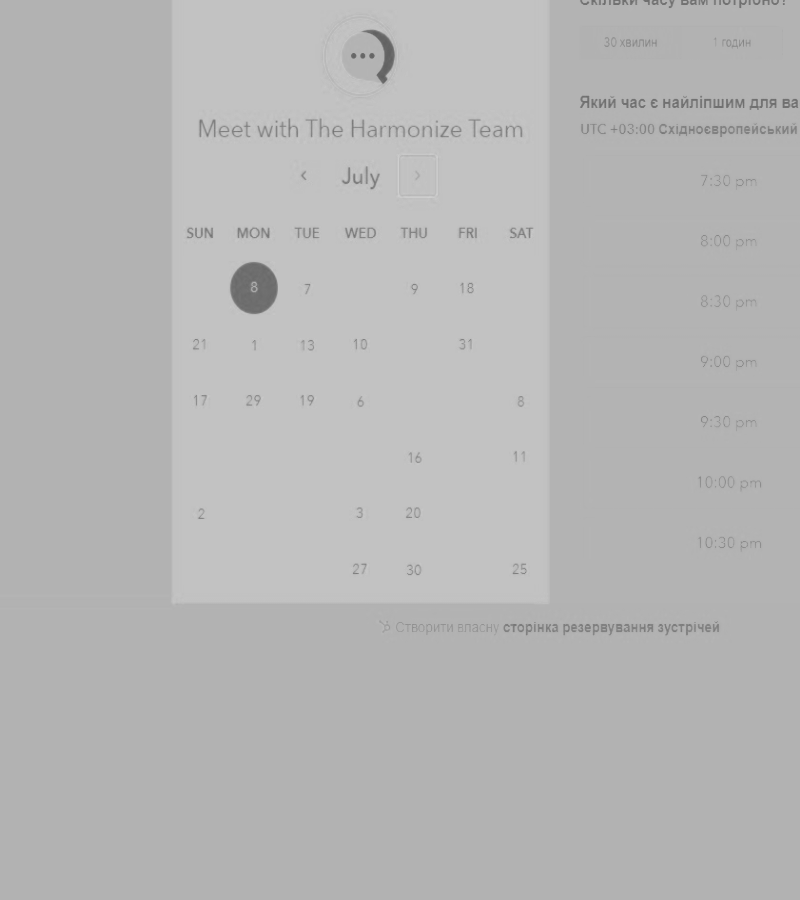 Meet with The Harmonize Team
July
SUN MON TUE WED THU FRI SAT
8 7 9 18
21 1 13 10 31
17 29 19 6 8
16 11
2 3 20
27 30 25
Скільки часу вам потрібно?
30 хвилин 1 годин
Який час є найліпшим для ва
UTC +03:00 Східноєвропейський
7:30 pm
8:00 pm
8:30 pm
9:00 pm
9:30 pm
10:00 pm
10:30 pm
Створити власну сторінка резервування зустрічей